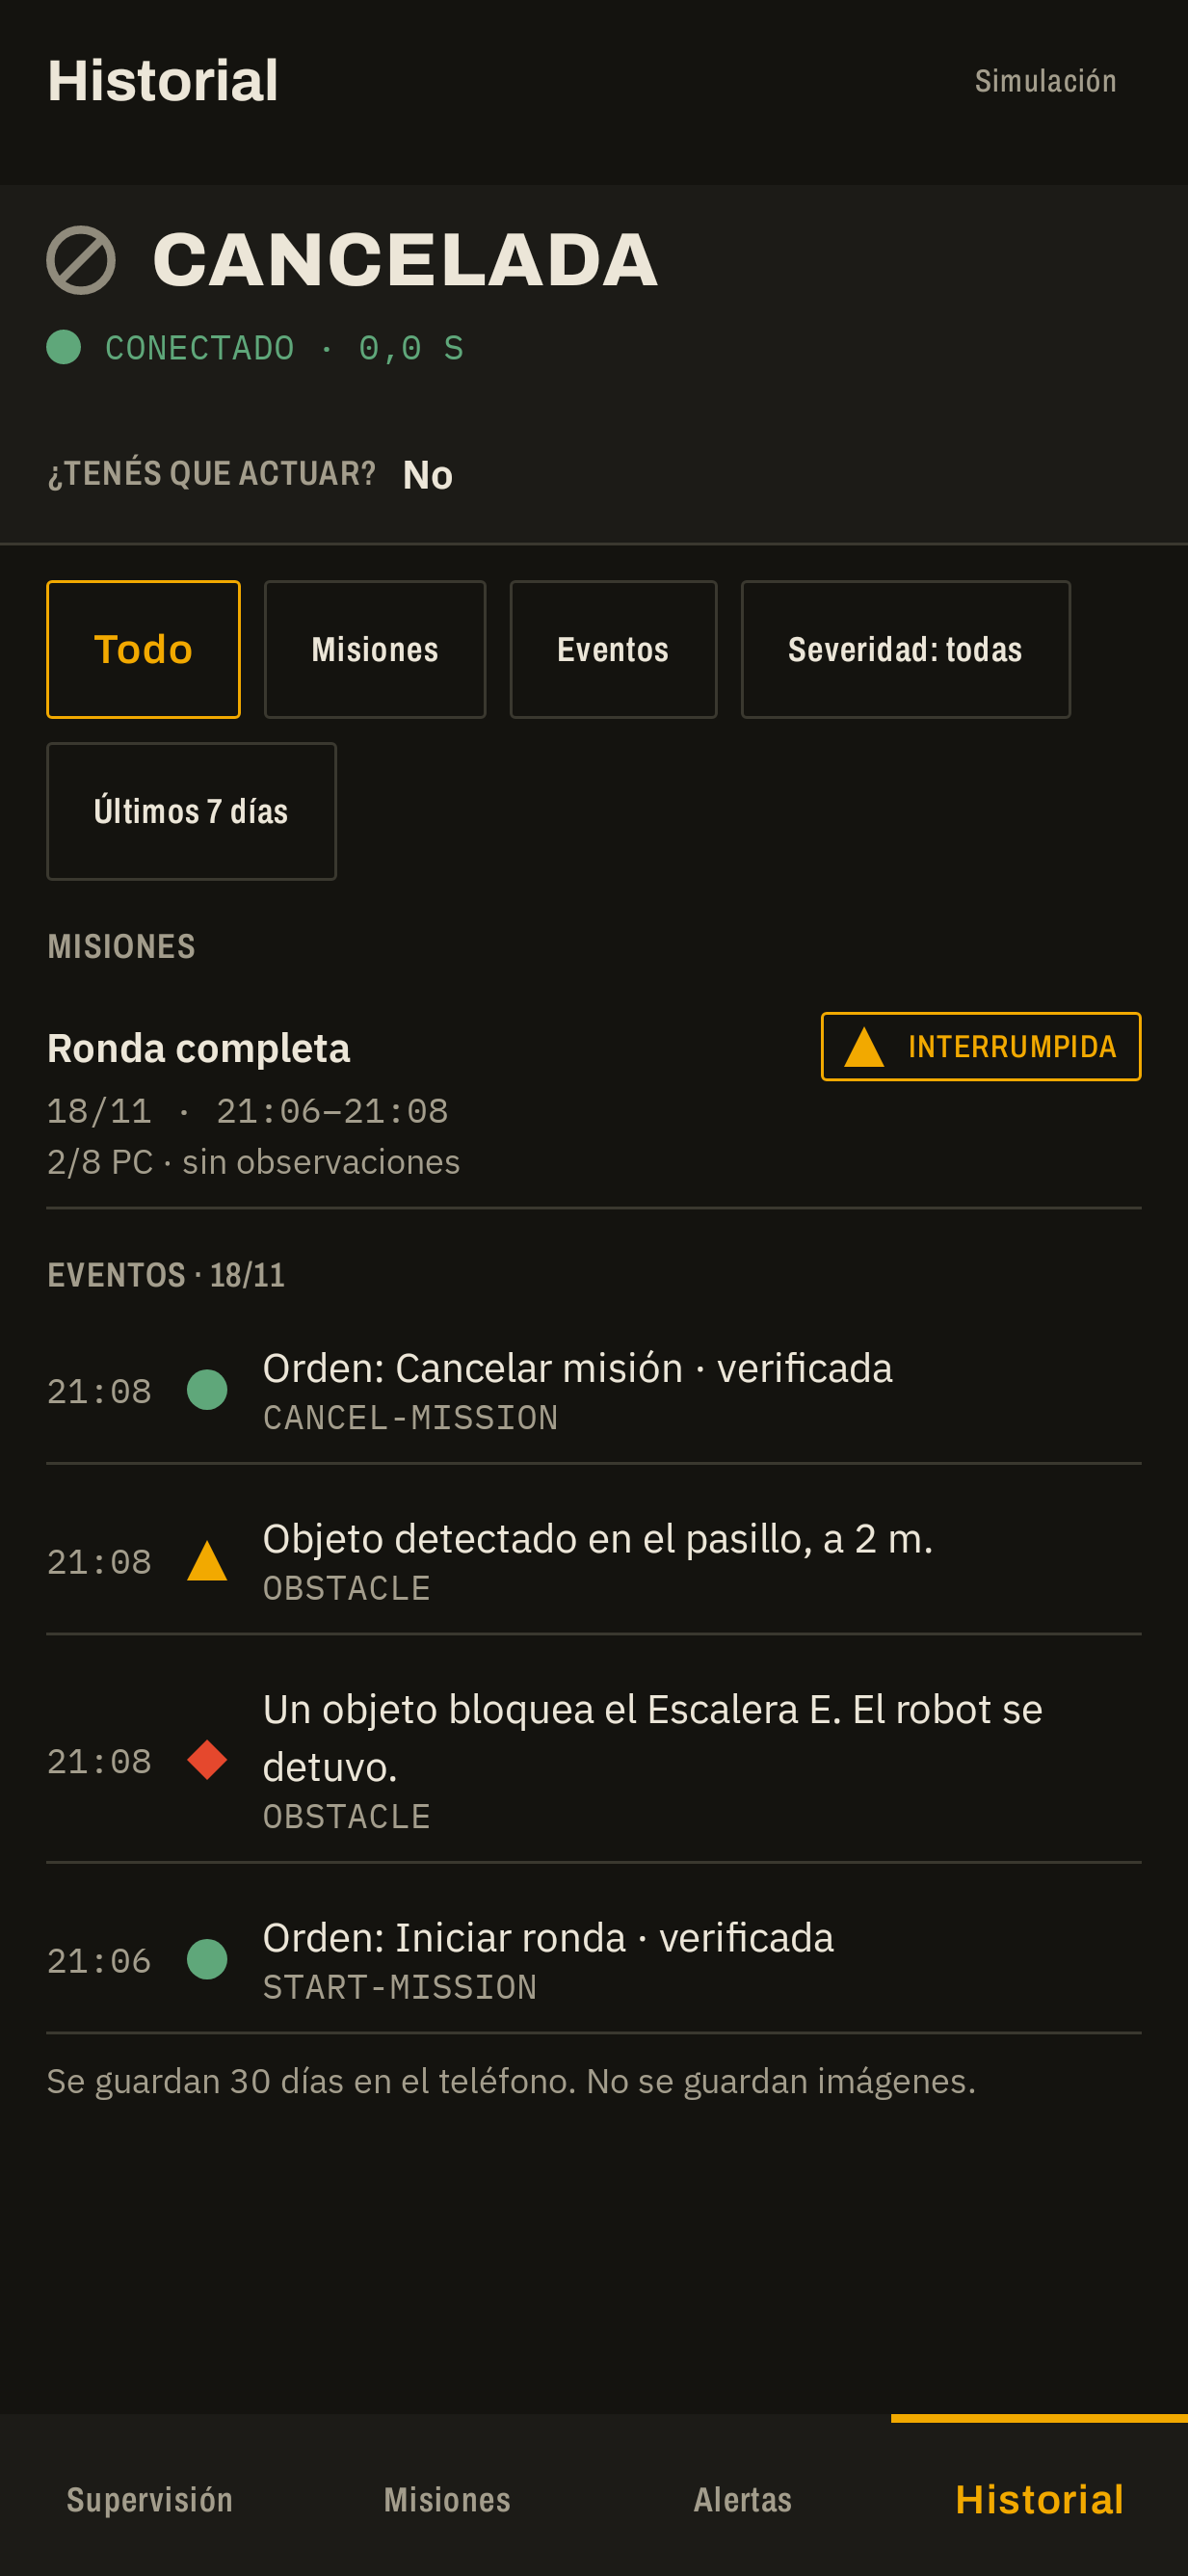 Historial
Simulación
CANCELADA
CONECTADO · 0,0 S
¿TENÉS QUE ACTUAR? No
Todo
Misiones
Eventos
Severidad: todas
Últimos 7 días
MISIONES
Ronda completa
INTERRUMPIDA
18/11 · 21:06–21:08
2/8 PC · sin observaciones
EVENTOS · 18/11
21:08
Orden: Cancelar misión · verificada
CANCEL-MISSION
21:08
Objeto detectado en el pasillo, a 2 m.
OBSTACLE
21:08
Un objeto bloquea el Escalera E. El robot se
detuvo.
OBSTACLE
21:06
Orden: Iniciar ronda · verificada
START-MISSION
Se guardan 30 días en el teléfono. No se guardan imágenes.
Supervisión
Misiones
Alertas
Historial